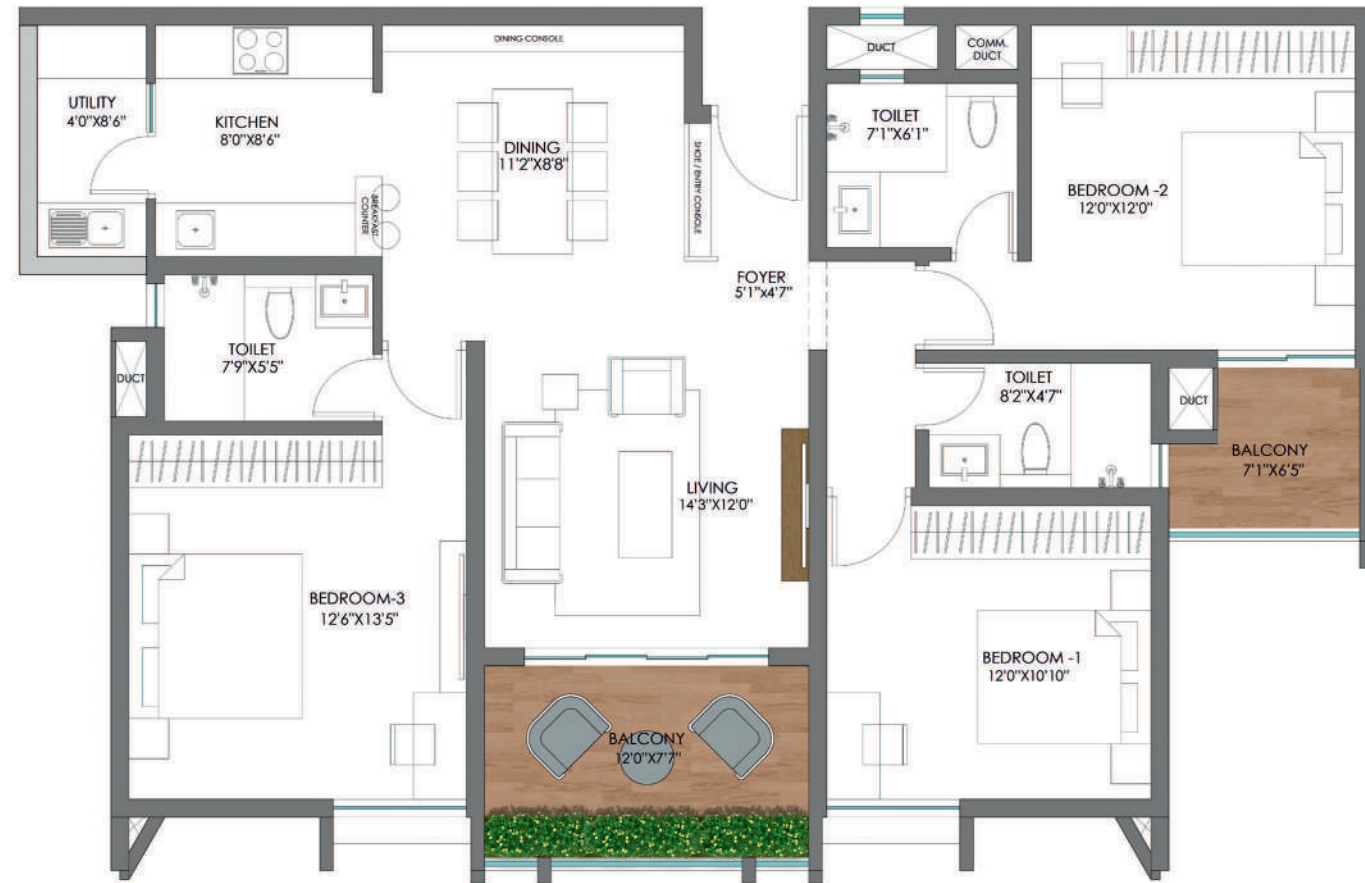 DINING CONSOLE
DUCT
COMM.
DUCT
UTILITY
4'0"X8'6"
KITCHEN
8'0"X8'6"
DINING
11'2"X8'8"
SHOE / ENTRY CONSOLE
TOILET
7'1"X6'1"
BEDROOM -2
12'0"X12'0"
BREAKFAST
COUNTER
FOYER
5'1"X4'7"
TOILET
7'9"X5'5"
DUCT
TOILET
8'2"X4'7"
DUCT
BALCONY
7'1"X6'5"
LIVING
14'3"X12'0"
BEDROOM-3
12'6"X13'5"
BEDROOM -1
12'0"X10'10"
BALCONY
12'0"X7'7"